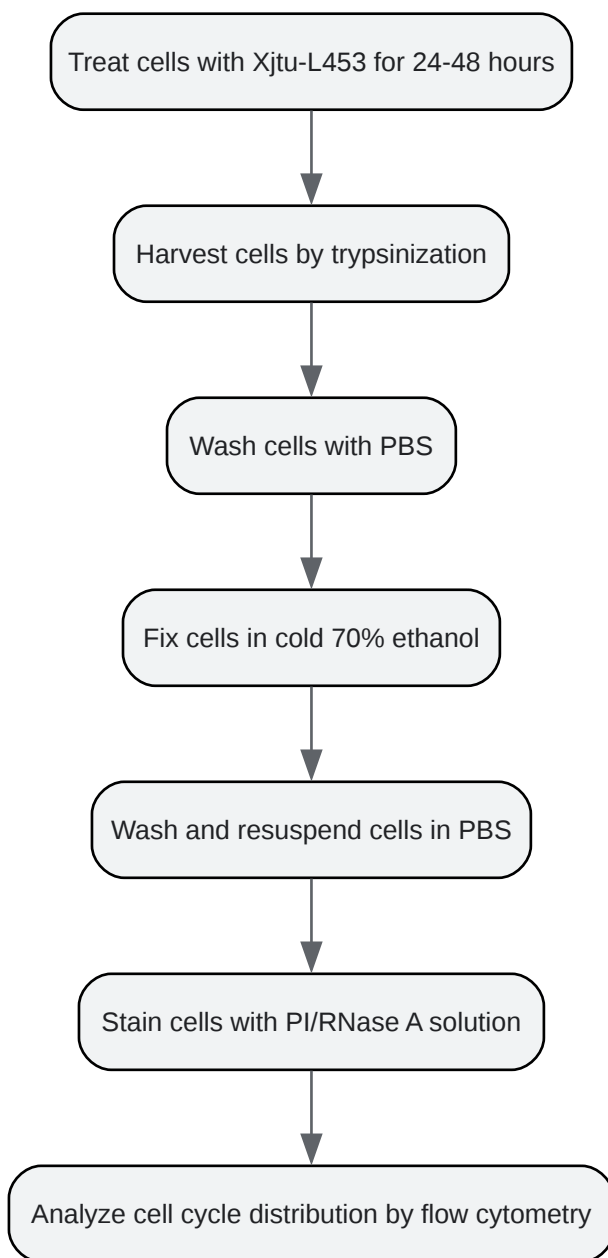 Treat cells with Xjtu-L453 for 24-48 hours
Harvest cells by trypsinization
Wash cells with PBS
Fix cells in cold 70% ethanol
Wash and resuspend cells in PBS
Stain cells with PI/RNase A solution
Analyze cell cycle distribution by flow cytometry